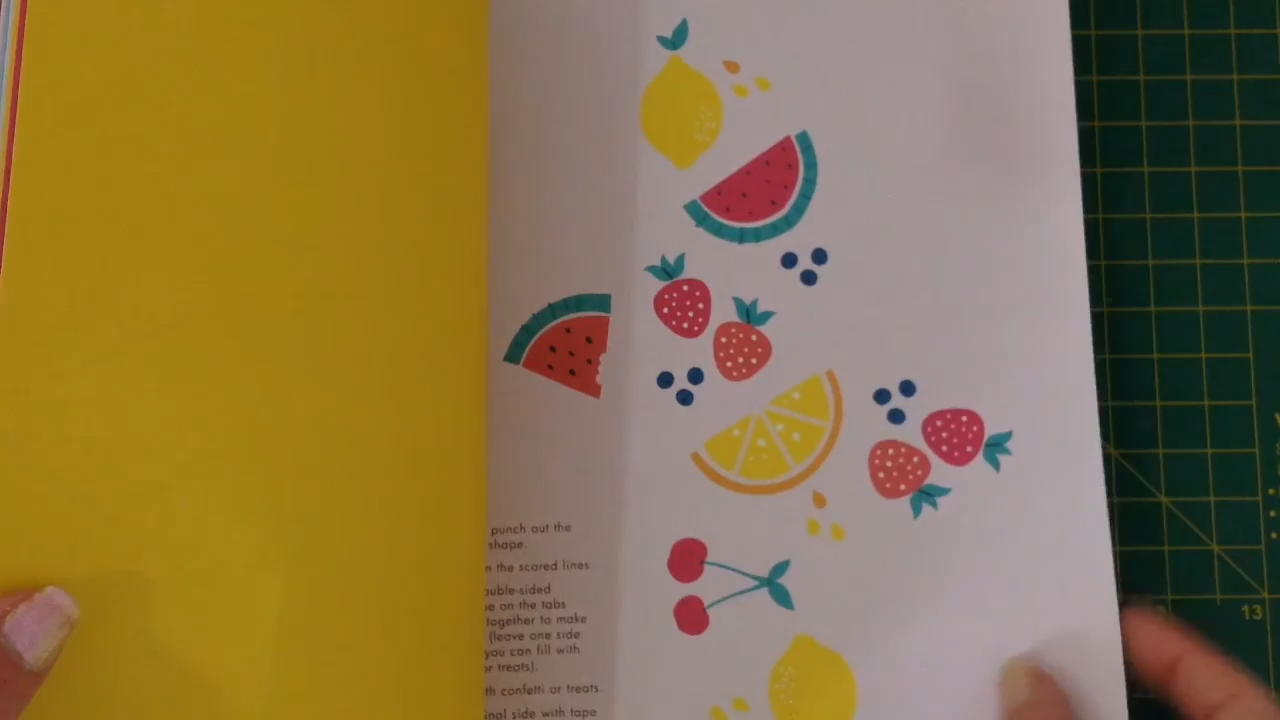 punch out the
shape.
n the scored lines
uble-sided
e on the tabs
together to make
(leave one side
you can fill with
or treats).
th confetti or treats.
inal side with tape
13